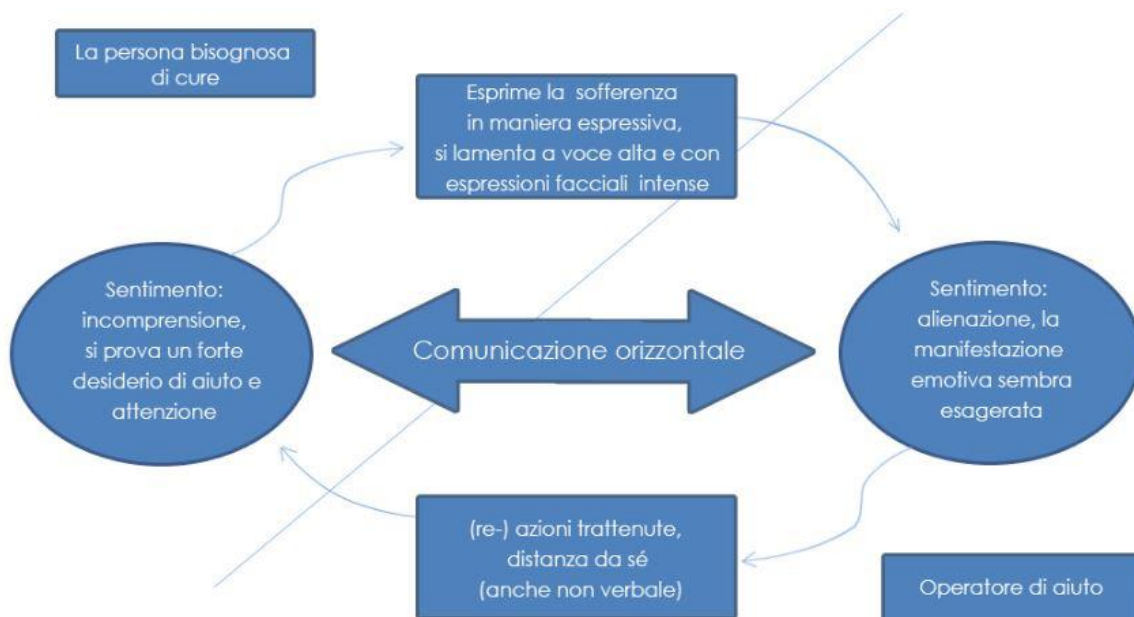 La persona bisognosa
di cure
Esprime la sofferenza
in maniera espressiva,
si lamenta a voce alta e con
espressioni facciali intense
Sentimento:
incomprensione,
si prova un forte
desiderio di aiuto e
attenzione
Comunicazione orizzontale
Sentimento:
alienazione, la
manifestazione
emotiva sembra
esagerata
(re-) azioni trattenute,
distanza da sé
(anche non verbale)
Operatore di aiuto